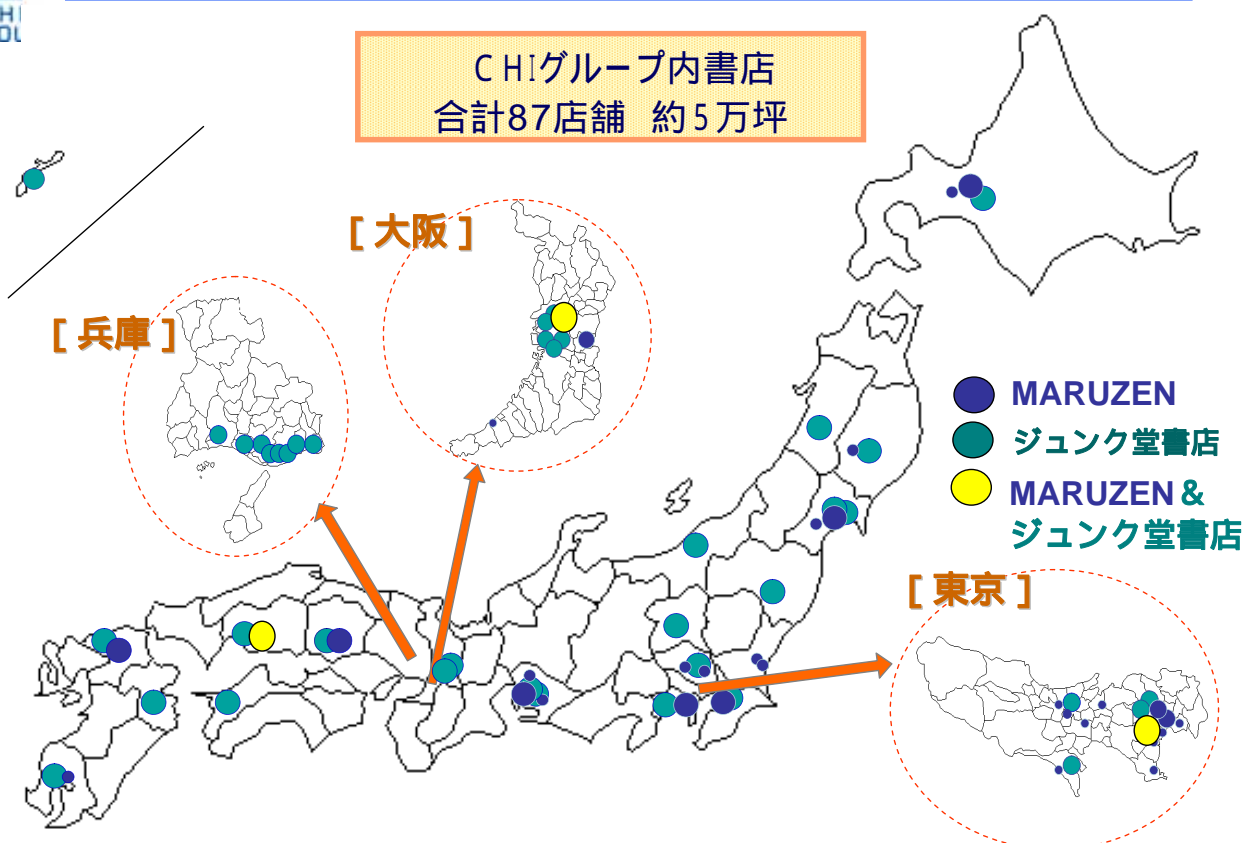 CHIグループ内書店
合計87店舗 約5万坪
[ 大阪 ]
[ 兵庫 ]
MARUZEN
ジュンク堂書店
MARUZEN &
ジュンク堂書店
[ 東京 ]